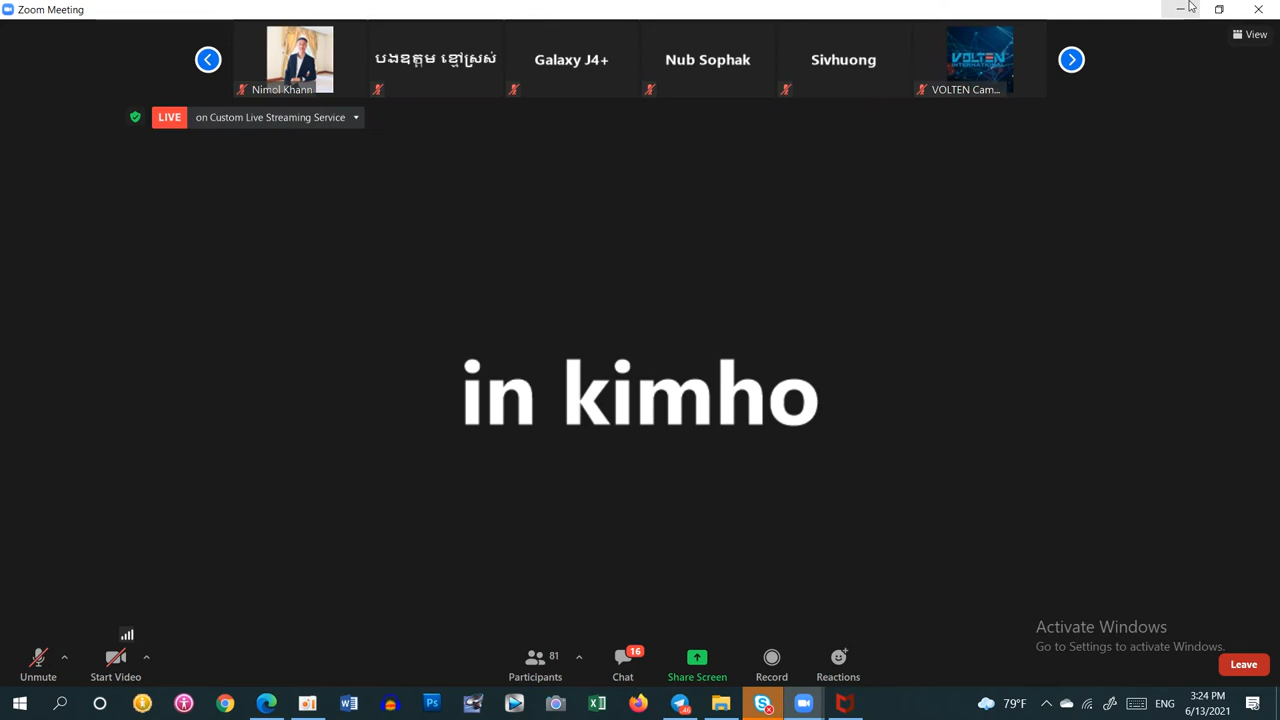 Zoom Meeting
View
Nimol Khann
បងឧត្តម ខ្មៅស្រស់
Galaxy J4+
Nub Sophak
Sivhuong
VOLTEN INTERNATIONAL
VOLTEN Cam...
LIVE on Custom Live Streaming Service
in kimho
Activate Windows
Go to Settings to activate Windows.
Unmute
Start Video
81
Participants
16
Chat
Share Screen
Record
Reactions
Leave
79°F
ENG
3:24 PM
6/13/2021